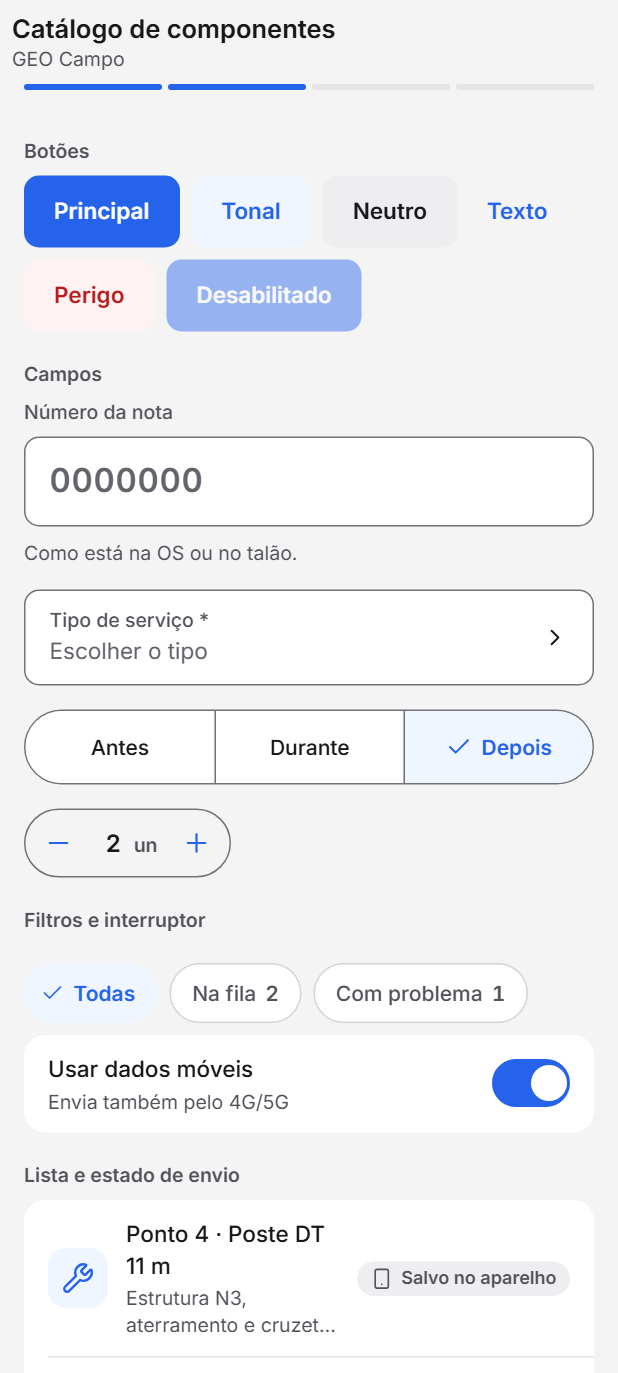 Catálogo de componentes
GEO Campo
Botões
Principal
Tonal
Neutro
Texto
Perigo
Desabilitado
Campos
Número da nota
0000000
Como está na OS ou no talão.
Tipo de serviço *
Escolher o tipo
Antes
Durante
Depois
2 un
Filtros e interruptor
Todas
Na fila 2
Com problema 1
Usar dados móveis
Envia também pelo 4G/5G
Lista e estado de envio
Ponto 4 · Poste DT
11 m
Estrutura N3,
aterramento e cruzet...
Salvo no aparelho